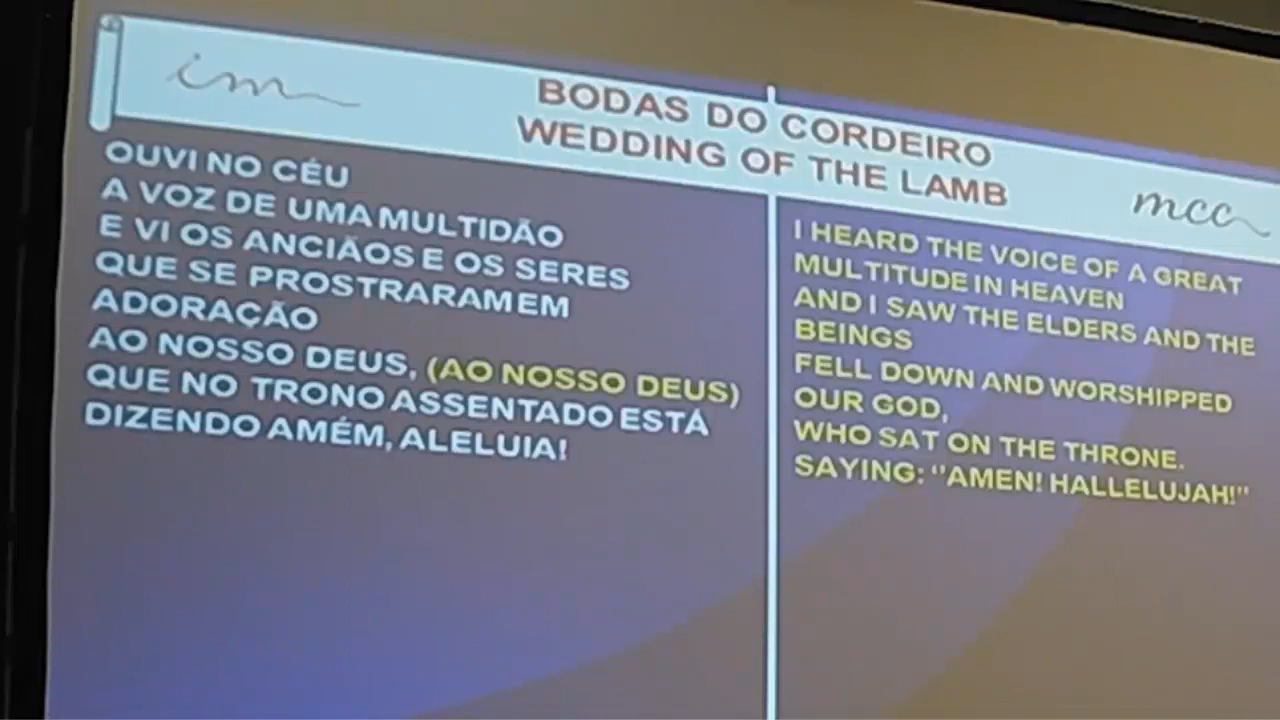 im
BODAS DO CORDEIRO
WEDDING OF THE LAMB
mcc
OUVI NO CÉU
A VOZ DE UMA MULTIDÃO
E VI OS ANCIÃOS E OS SERES
QUE SE PROSTRARAM EM
ADORAÇÃO
AO NOSSO DEUS, (AO NOSSO DEUS)
QUE NO TRONO ASSENTADO ESTÁ
DIZENDO AMÉM, ALELUIA!
I HEARD THE VOICE OF A GREAT
MULTITUDE IN HEAVEN
AND I SAW THE ELDERS AND THE
BEINGS
FELL DOWN AND WORSHIPPED
OUR GOD,
WHO SAT ON THE THRONE.
SAYING: "AMEN! HALLELUJAH!"